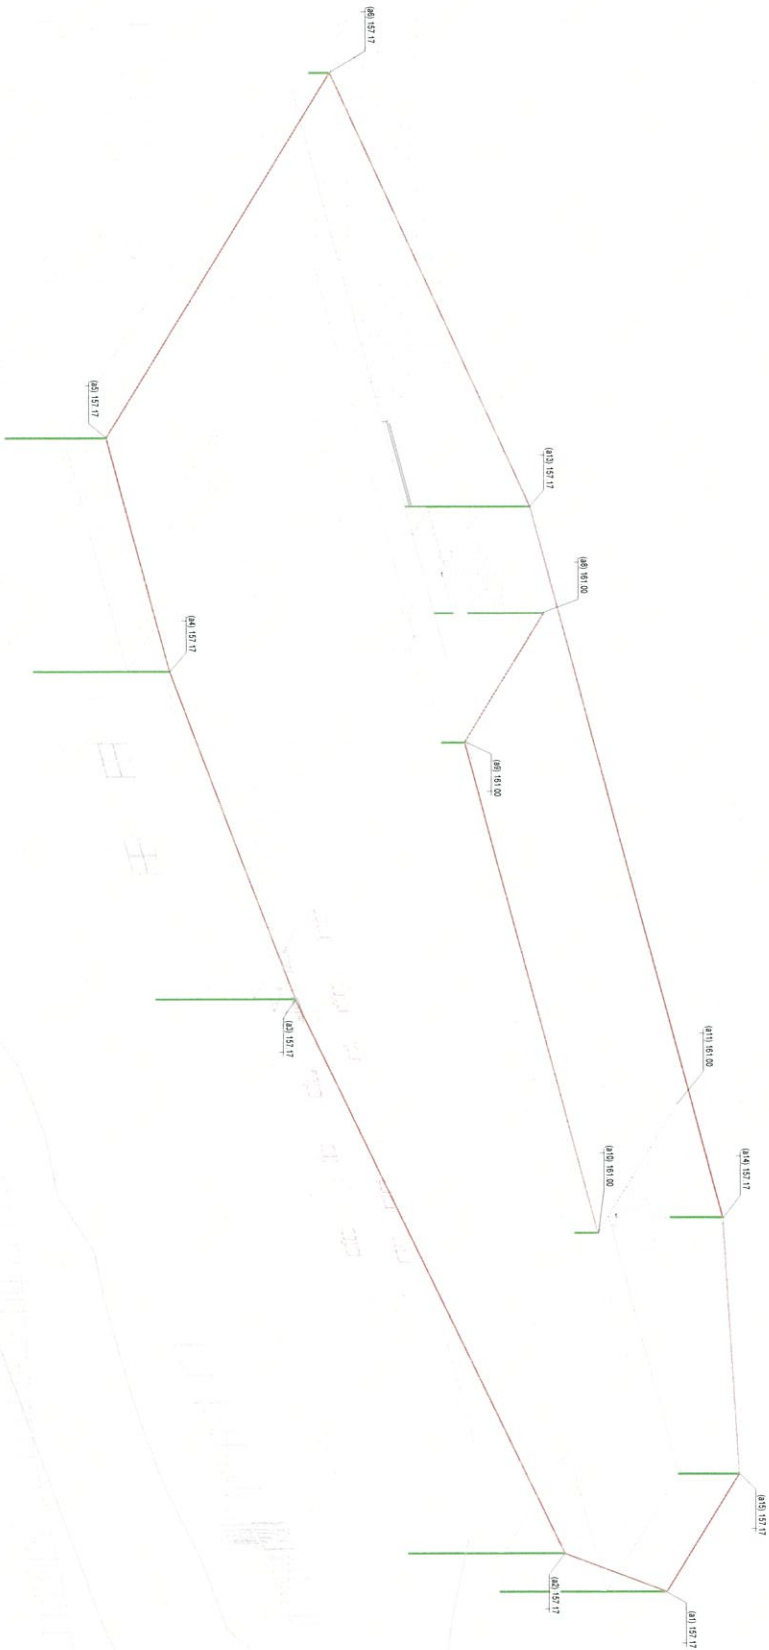 (a6) 157.17
(a5) 157.17
(a13) 157.17
(a8) 161.00
(a4) 157.17
(a9) 161.00
(a3) 157.17
(a11) 161.00
(a14) 157.17
(a10) 161.00
(a15) 157.17
(a2) 157.17
(a1) 157.17